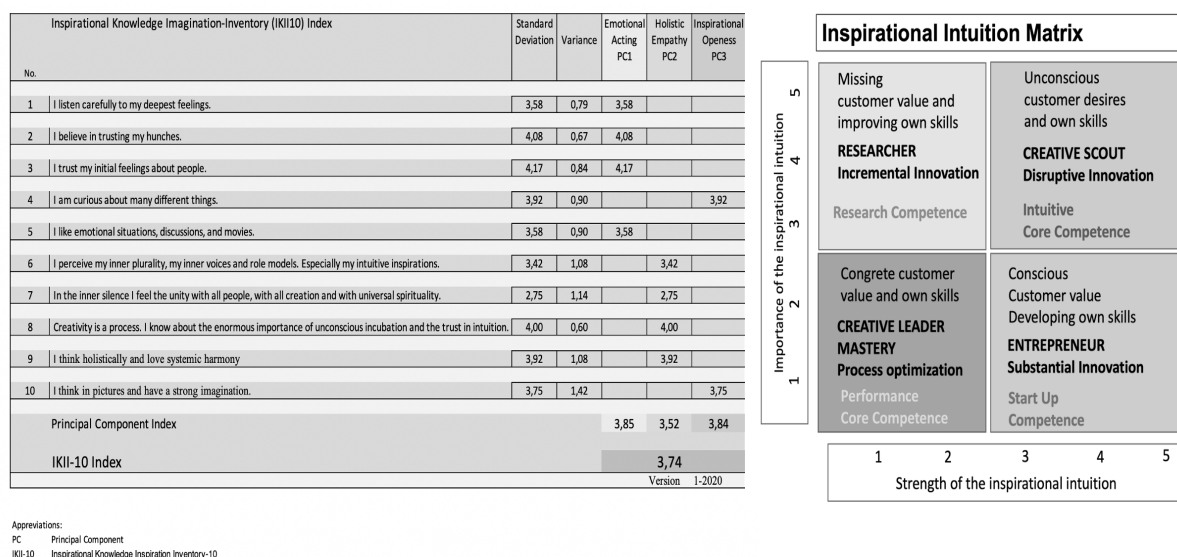 Inspirational Knowledge Imagination-Inventory (IKII10) Index
Standard Deviation
Variance
Emotional Acting PC1
Holistic Empathy PC2
Inspirational Openess PC3
No.
1 I listen carefully to my deepest feelings. 3,58 0,79 3,58
2 I believe in trusting my hunches. 4,08 0,67 4,08
3 I trust my initial feelings about people. 4,17 0,84 4,17
4 I am curious about many different things. 3,92 0,90 3,92
5 I like emotional situations, discussions, and movies. 3,58 0,90 3,58
6 I perceive my inner plurality, my inner voices and role models. Especially my intuitive inspirations. 3,42 1,08 3,42
7 In the inner silence I feel the unity with all people, with all creation and with universal spirituality. 2,75 1,14 2,75
8 Creativity is a process. I know about the enormous importance of unconscious incubation and the trust in intuition. 4,00 0,60 4,00
9 I think holistically and love systemic harmony 3,92 1,08 3,92
10 I think in pictures and have a strong imagination. 3,75 1,42 3,75
Principal Component Index 3,85 3,52 3,84
IKII-10 Index 3,74
Version 1-2020
Appreviations:
PC Principal Component
IKII-10 Inspirational Knowledge Inspiration Inventory-10
Inspirational Intuition Matrix
Importance of the inspirational intuition
5
4
3
2
1
Missing
customer value and
improving own skills
RESEARCHER
Incremental Innovation
Research Competence
Unconscious
customer desires
and own skills
CREATIVE SCOUT
Disruptive Innovation
Intuitive
Core Competence
Congrete customer
value and own skills
CREATIVE LEADER
MASTERY
Process optimization
Performance
Core Competence
Conscious
Customer value
Developing own skills
ENTREPRENEUR
Substantial Innovation
Start Up
Competence
1 2 3 4 5
Strength of the inspirational intuition